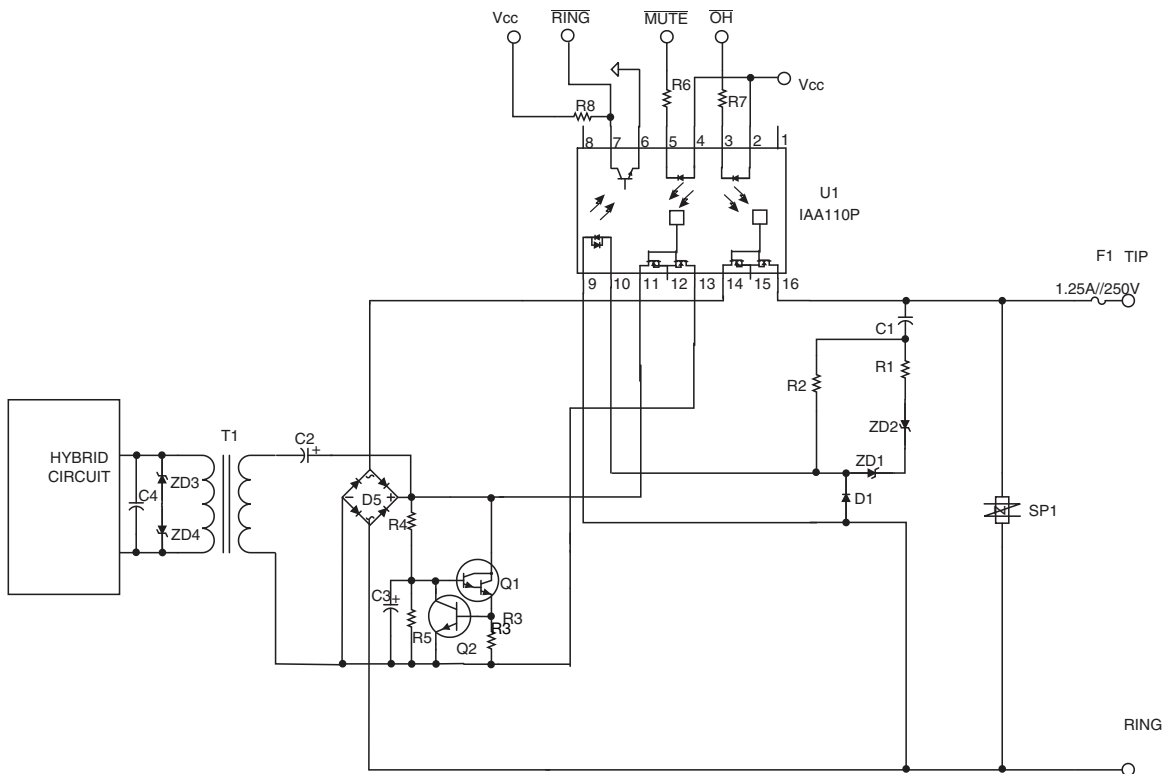 Vcc
RING
MUTE
OH
R6
R7
Vcc
R8
8 7 6 5 4 3 2 1
U1
IAA110P
9 10 11 12 13 14 15 16
F1 TIP
1.25A//250V
C1
R1
R2
ZD2
ZD1
D1
SP1
T1
C2
+
HYBRID
CIRCUIT
C4
ZD3
ZD4
− D5 +
R4
Q1
C3
+
R5
Q2
R3
R3
RING